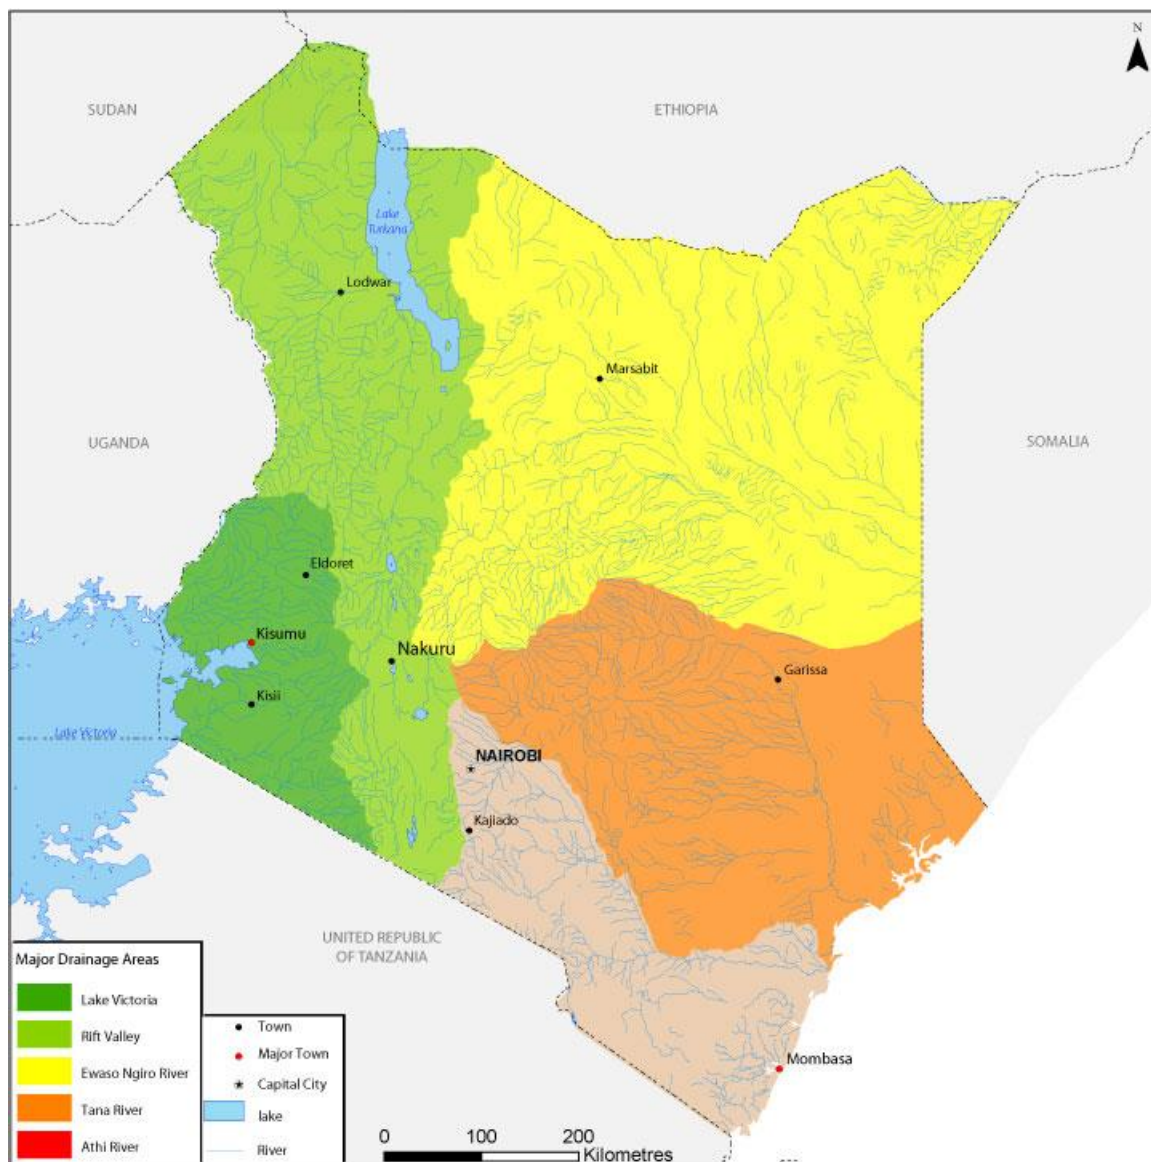 N
SUDAN
ETHIOPIA
Lake
Turkana
Lodwar
Marsabit
UGANDA
SOMALIA
Eldoret
Kisumu
Nakuru
Garissa
Kisii
Lake Victoria
NAIROBI
Kajiado
UNITED REPUBLIC
OF TANZANIA
Mombasa
Major Drainage Areas
Lake Victoria
Rift Valley
Ewaso Ngiro River
Tana River
Athi River
Town
Major Town
Capital City
lake
River
0 100 200
Kilometres